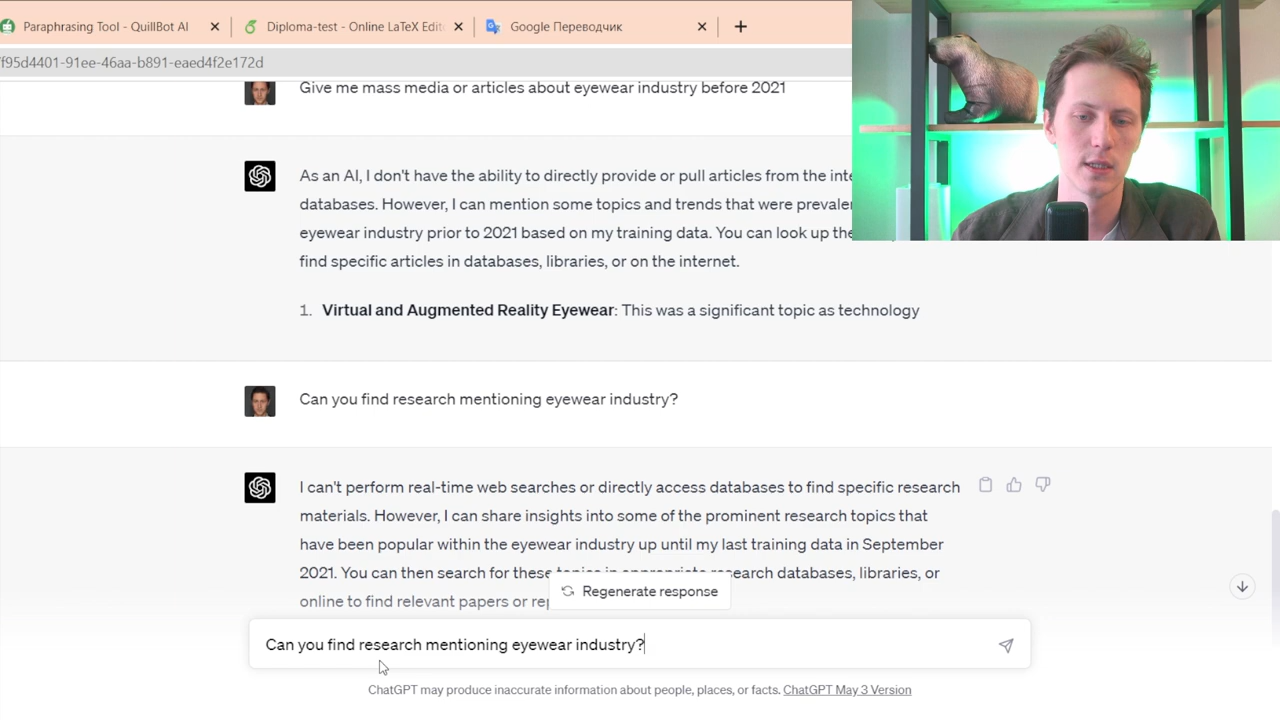 Paraphrasing Tool - QuillBot AI
Diploma-test - Online LaTeX Edit
Google Переводчик
f95d4401-91ee-46aa-b891-eaed4f2e172d
Give me mass media or articles about eyewear industry before 2021
As an AI, I don't have the ability to directly provide or pull articles from the
databases. However, I can mention some topics and trends that were
eyewear industry prior to 2021 based on my training data. You can look up
find specific articles in databases, libraries, or on the internet.
1. Virtual and Augmented Reality Eyewear: This was a significant topic as technology
Can you find research mentioning eyewear industry?
I can't perform real-time web searches or directly access databases to find specific research
materials. However, I can share insights into some of the prominent research topics that
have been popular within the eyewear industry up until my last training data in September
2021. You can then search for these topics in appropriate research databases, libraries, or
online to find relevant papers or
Regenerate response
Can you find research mentioning eyewear industry?
ChatGPT may produce inaccurate information about people, places, or facts. ChatGPT May 3 Version